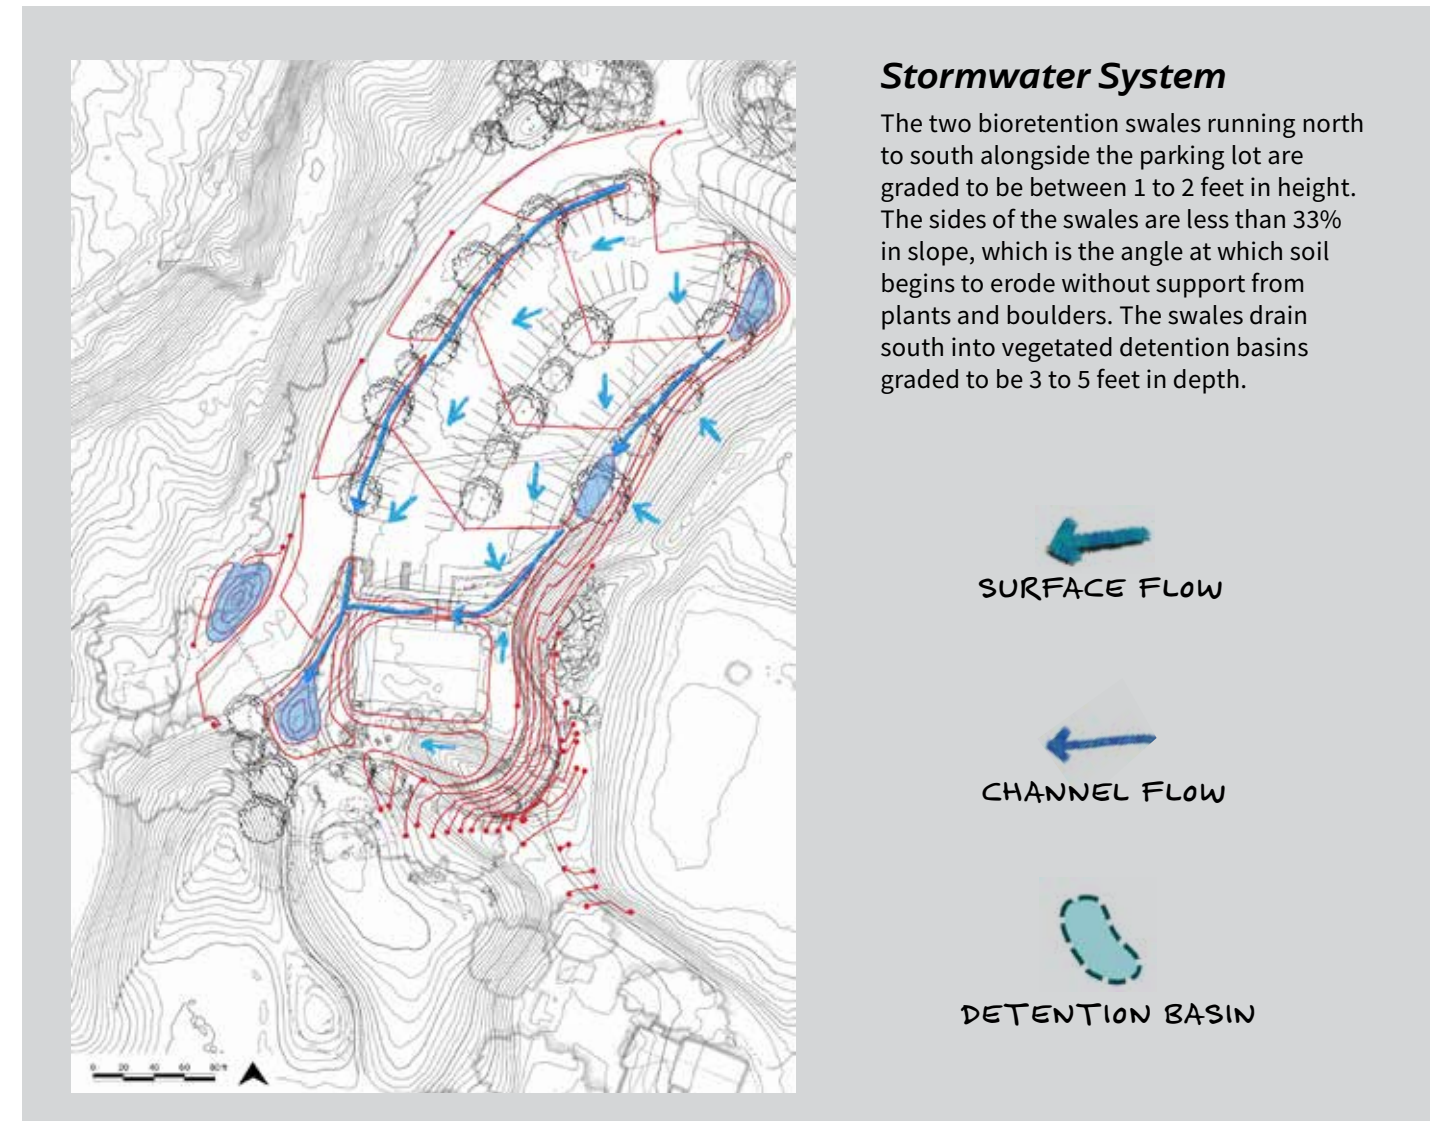 Stormwater System
The two bioretention swales running north
to south alongside the parking lot are
graded to be between 1 to 2 feet in height.
The sides of the swales are less than 33%
in slope, which is the angle at which soil
begins to erode without support from
plants and boulders. The swales drain
south into vegetated detention basins
graded to be 3 to 5 feet in depth.
SURFACE FLOW
CHANNEL FLOW
DETENTION BASIN
0 20 40 60 80 ft